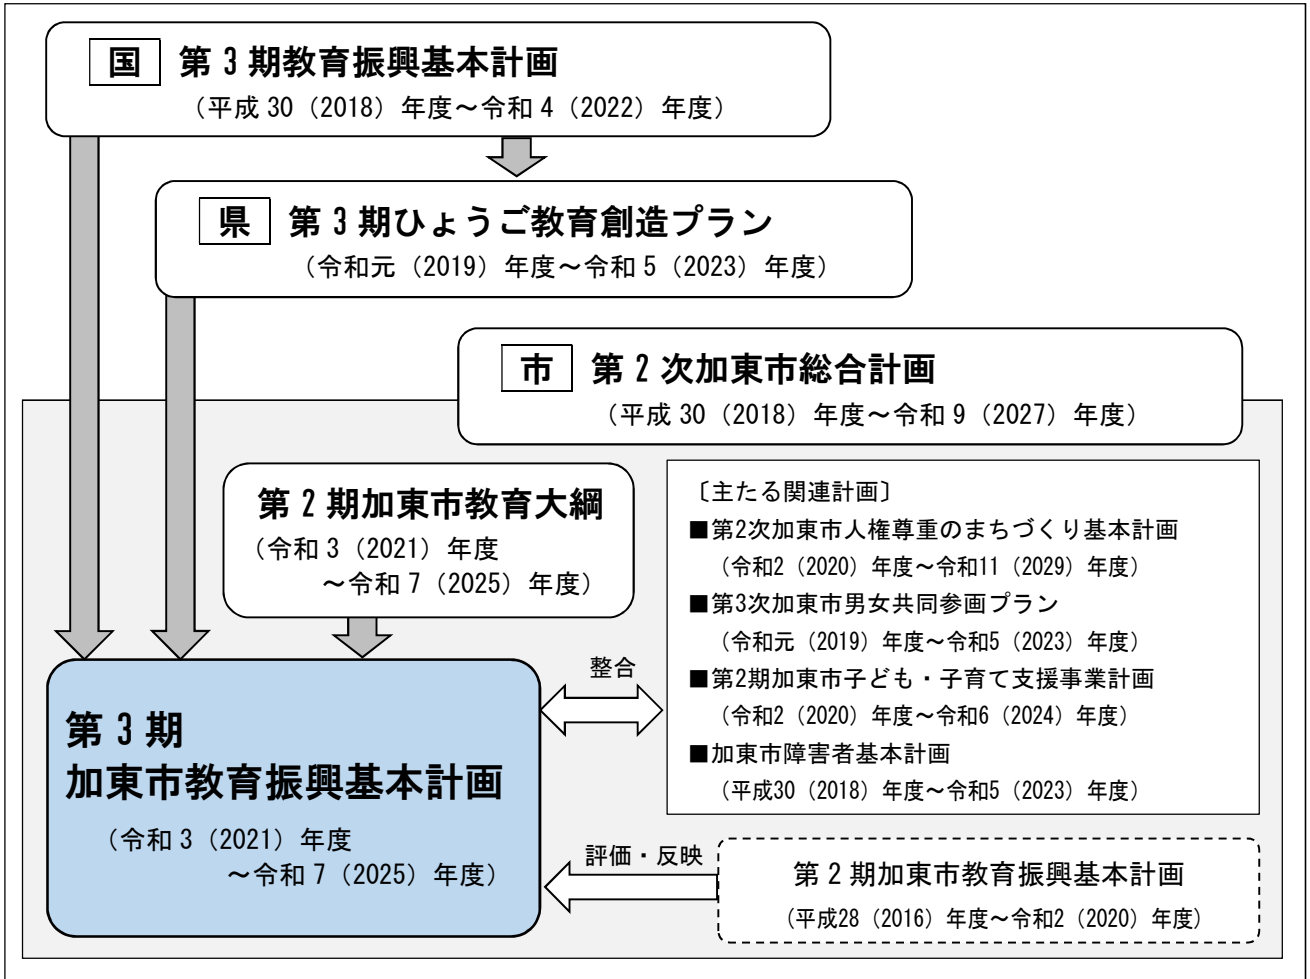 国 第３期教育振興基本計画
（平成 30（2018）年度～令和 4（2022）年度）
県 第３期ひょうご教育創造プラン
（令和元（2019）年度～令和 5（2023）年度）
市 第２次加東市総合計画
（平成 30（2018）年度～令和 9（2027）年度）
第２期加東市教育大綱
（令和 3（2021）年度
～令和 7（2025）年度）
〔主たる関連計画〕
■第2次加東市人権尊重のまちづくり基本計画
（令和2（2020）年度～令和11（2029）年度）
■第3次加東市男女共同参画プラン
（令和元（2019）年度～令和5（2023）年度）
■第2期加東市子ども・子育て支援事業計画
（令和2（2020）年度～令和6（2024）年度）
■加東市障害者基本計画
（平成30（2018）年度～令和5（2023）年度）
整合
第３期
加東市教育振興基本計画
（令和 3（2021）年度
～令和 7（2025）年度）
評価・反映
第２期加東市教育振興基本計画
（平成28（2016）年度～令和2（2020）年度）